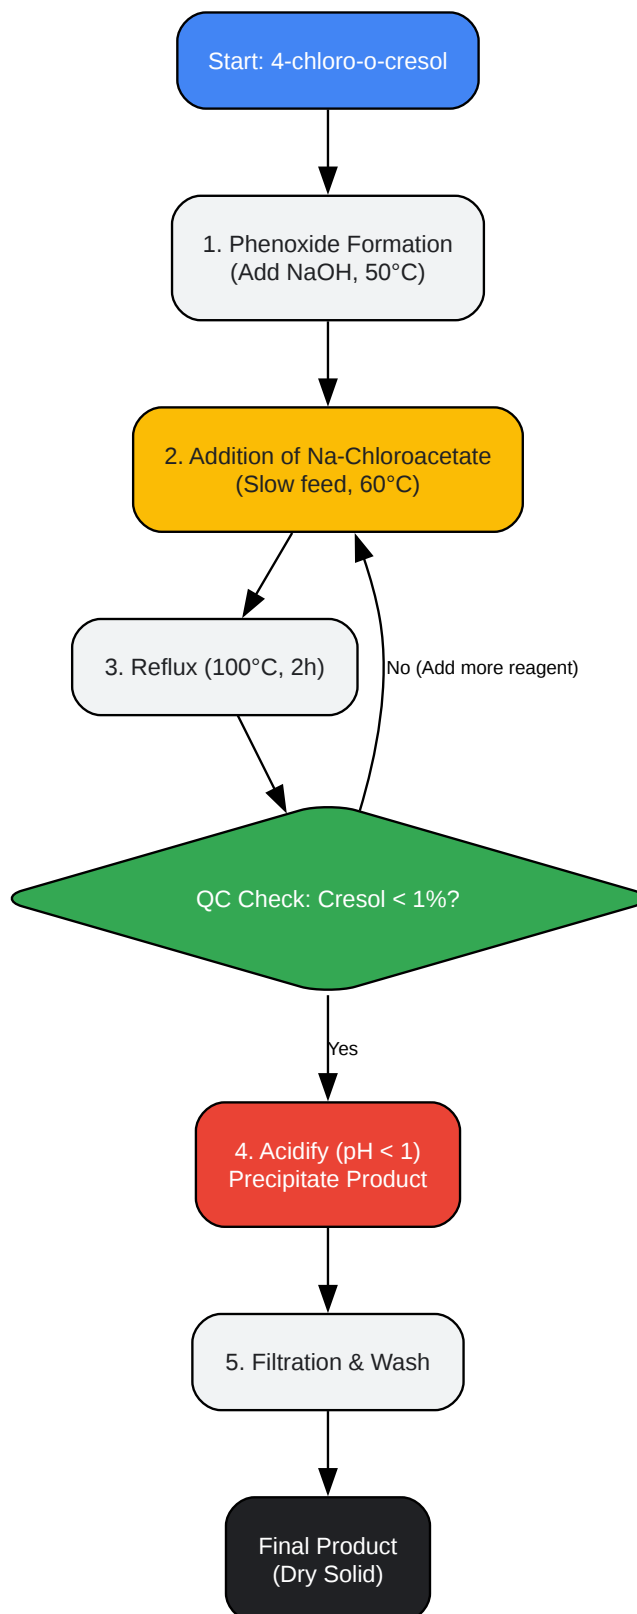 Start: 4-chloro-o-cresol
1. Phenoxide Formation
(Add NaOH, 50°C)
2. Addition of Na-Chloroacetate
(Slow feed, 60°C)
3. Reflux (100°C, 2h)
No (Add more reagent)
QC Check: Cresol < 1%?
Yes
4. Acidify (pH < 1)
Precipitate Product
5. Filtration & Wash
Final Product
(Dry Solid)